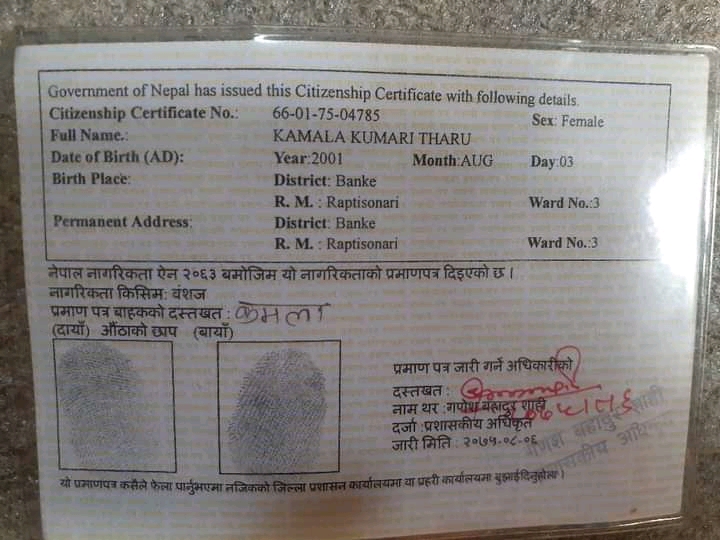 Government of Nepal has issued this Citizenship Certificate with following details.
Citizenship Certificate No.: 66-01-75-04785 Sex: Female
Full Name.: KAMALA KUMARI THARU
Date of Birth (AD): Year:2001 Month:AUG Day:03
Birth Place: District: Banke
R. M. : Raptisonari Ward No.:3
Permanent Address: District: Banke
R. M. : Raptisonari Ward No.:3
नेपाल नागरिकता ऐन २०६३ बमोजिम यो नागरिकताको प्रमाणपत्र दिइएको छ।
नागरिकता किसिम: वंशज
प्रमाण पत्र बाहकको दस्तखत : कमला
(दायाँ) औंठाको छाप (बायाँ)
प्रमाण पत्र जारी गर्ने अधिकारीको
दस्तखत :
नाम थर :गणेश बहादुर शाही
दर्जा :प्रशासकीय अधिकृत
जारी मिति : २०७५-०८-०६
गणेश बहादुर शाही
यो प्रमाणपत्र कसैले फेला पार्नुभएमा नजिकको जिल्ला प्रशासन कार्यालयमा वा प्रहरी कार्यालयमा बुझाईदिनुहोला।